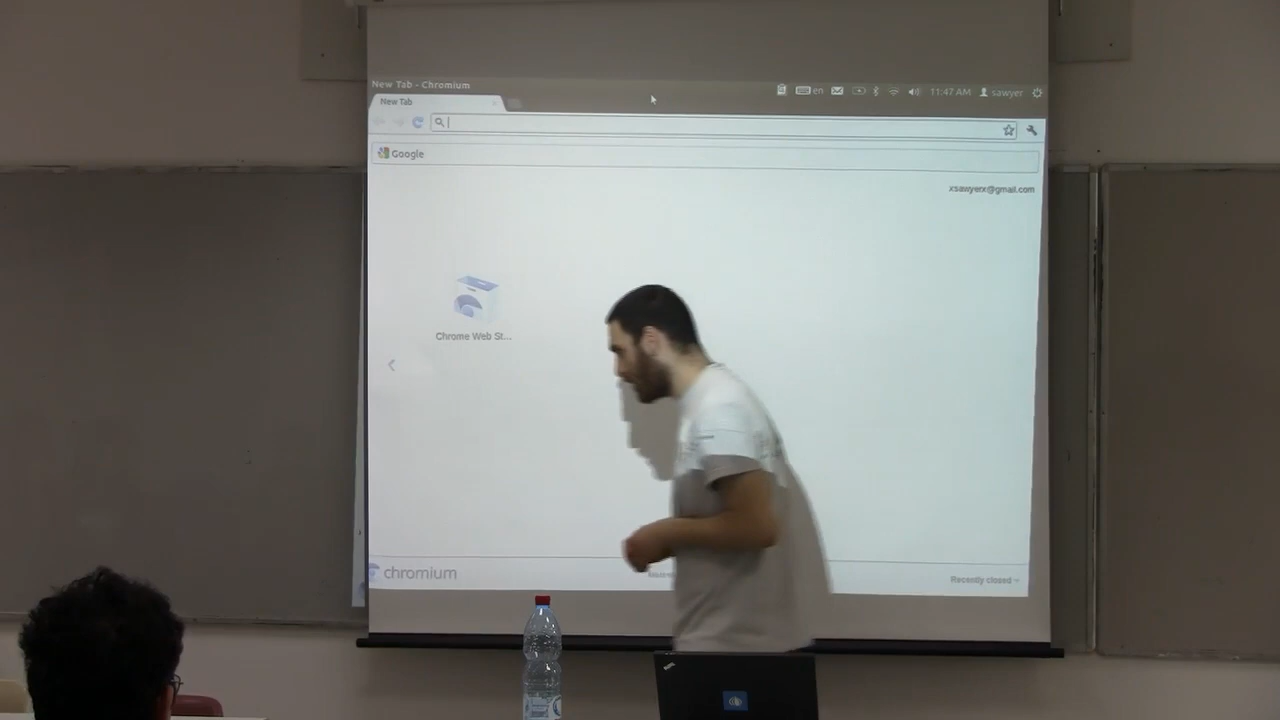 New Tab - Chromium
en 11:47 AM sawyer
New Tab
Google
xsawyerx@gmail.com
Chrome Web St...
chromium
Recently closed